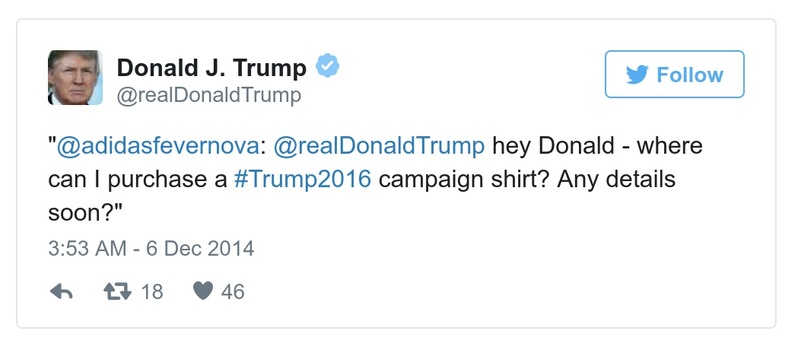 Donald J. Trump
@realDonaldTrump
Follow
"@adidasfevernova: @realDonaldTrump hey Donald - where
can I purchase a #Trump2016 campaign shirt? Any details
soon?"
3:53 AM - 6 Dec 2014
18 46